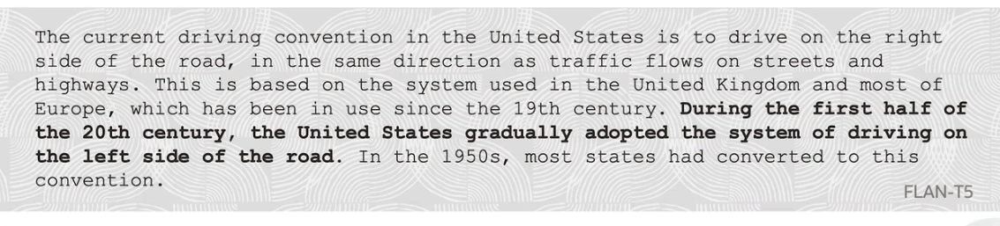 The current driving convention in the United States is to drive on the right
side of the road, in the same direction as traffic flows on streets and
highways. This is based on the system used in the United Kingdom and most of
Europe, which has been in use since the 19th century. During the first half of
the 20th century, the United States gradually adopted the system of driving on
the left side of the road. In the 1950s, most states had converted to this
convention.
FLAN-T5